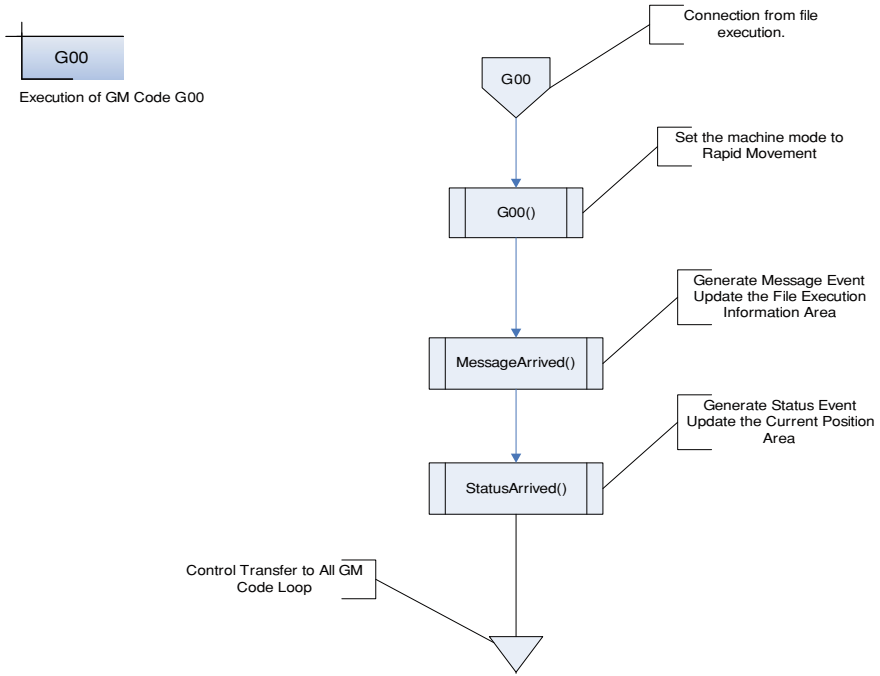 G00
Execution of GM Code G00
Connection from file
execution.
G00
Set the machine mode to
Rapid Movement
G00()
Generate Message Event
Update the File Execution
Information Area
MessageArrived()
Generate Status Event
Update the Current Position
Area
StatusArrived()
Control Transfer to All GM
Code Loop